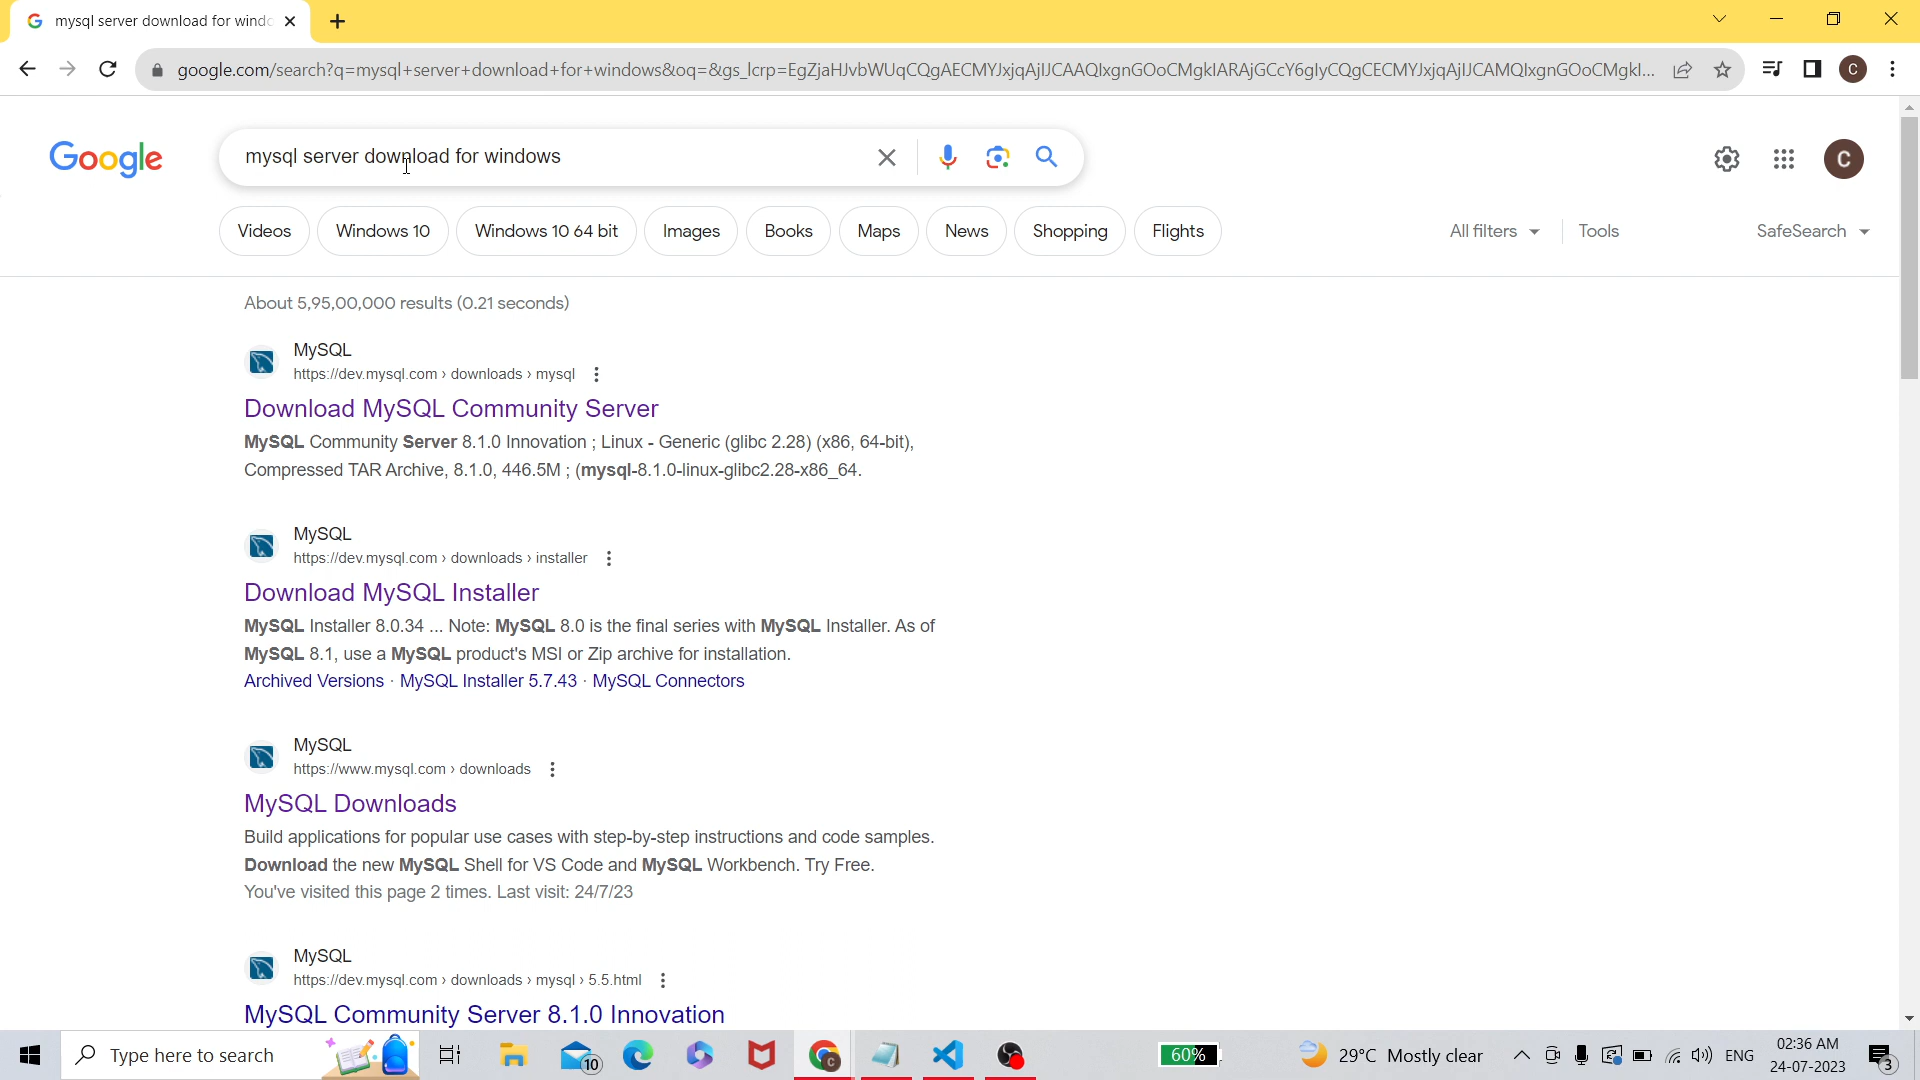 mysql server download for windo
google.com/search?q=mysql+server+download+for+windows&oq=&gs_lcrp=EgZjaHJvbWUqCQgAECMYJxjqAjIJCAAQIxgnGOoCMgkIARAjGCcY6gIyCQgCECMYJxjqAjIJCAMQIxgnGOoCMgkI...
C
Google
mysql server download for windows
C
Videos
Windows 10
Windows 10 64 bit
Images
Books
Maps
News
Shopping
Flights
All filters
Tools
SafeSearch
About 5,95,00,000 results (0.21 seconds)
MySQL
https://dev.mysql.com › downloads › mysql
Download MySQL Community Server
MySQL Community Server 8.1.0 Innovation ; Linux - Generic (glibc 2.28) (x86, 64-bit),
Compressed TAR Archive, 8.1.0, 446.5M ; (mysql-8.1.0-linux-glibc2.28-x86_64.
MySQL
https://dev.mysql.com › downloads › installer
Download MySQL Installer
MySQL Installer 8.0.34 ... Note: MySQL 8.0 is the final series with MySQL Installer. As of
MySQL 8.1, use a MySQL product's MSI or Zip archive for installation.
Archived Versions · MySQL Installer 5.7.43 · MySQL Connectors
MySQL
https://www.mysql.com › downloads
MySQL Downloads
Build applications for popular use cases with step-by-step instructions and code samples.
Download the new MySQL Shell for VS Code and MySQL Workbench. Try Free.
You've visited this page 2 times. Last visit: 24/7/23
MySQL
https://dev.mysql.com › downloads › mysql › 5.5.html
MySQL Community Server 8.1.0 Innovation
Type here to search
10
C
60%
29°C Mostly clear
ENG
02:36 AM
24-07-2023
3